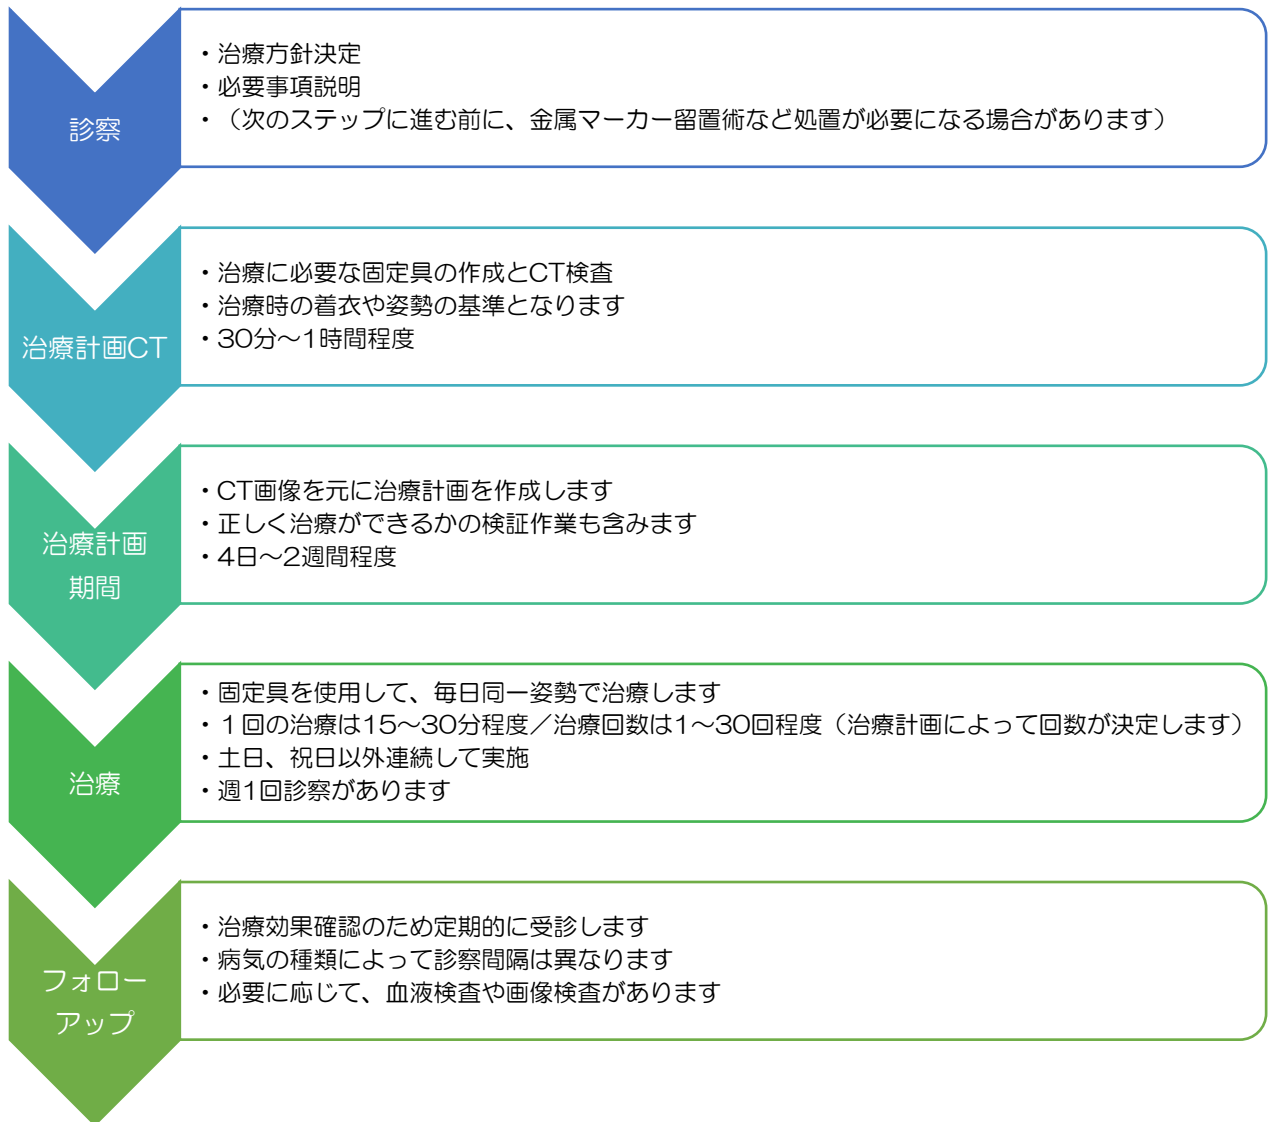 診察
・治療方針決定
・必要事項説明
・（次のステップに進む前に、金属マーカー留置術など処置が必要になる場合があります）
治療計画CT
・治療に必要な固定具の作成とCT検査
・治療時の着衣や姿勢の基準となります
・30分～1時間程度
治療計画
期間
・CT画像を元に治療計画を作成します
・正しく治療ができるかの検証作業も含みます
・4日～2週間程度
治療
・固定具を使用して、毎日同一姿勢で治療します
・１回の治療は15～30分程度／治療回数は1～30回程度（治療計画によって回数が決定します）
・土日、祝日以外連続して実施
・週1回診察があります
フォロー
アップ
・治療効果確認のため定期的に受診します
・病気の種類によって診察間隔は異なります
・必要に応じて、血液検査や画像検査があります